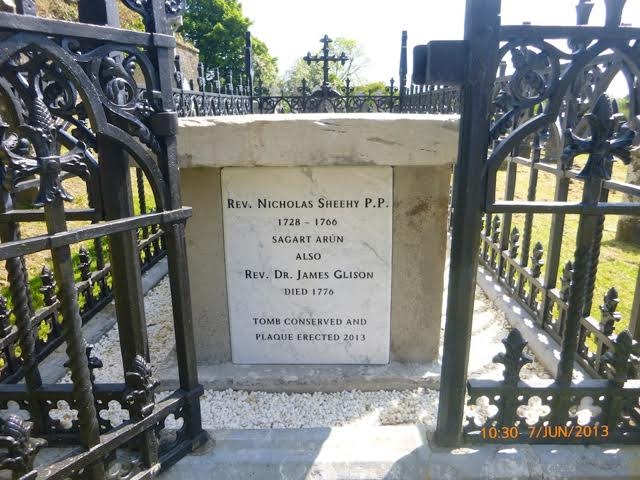 REV. NICHOLAS SHEEHY P.P.
1728 - 1766
SAGART ARÚN
ALSO
REV. DR. JAMES GLISON
DIED 1776
TOMB CONSERVED AND
PLAQUE ERECTED 2013
10:30- 7/JUN/2013